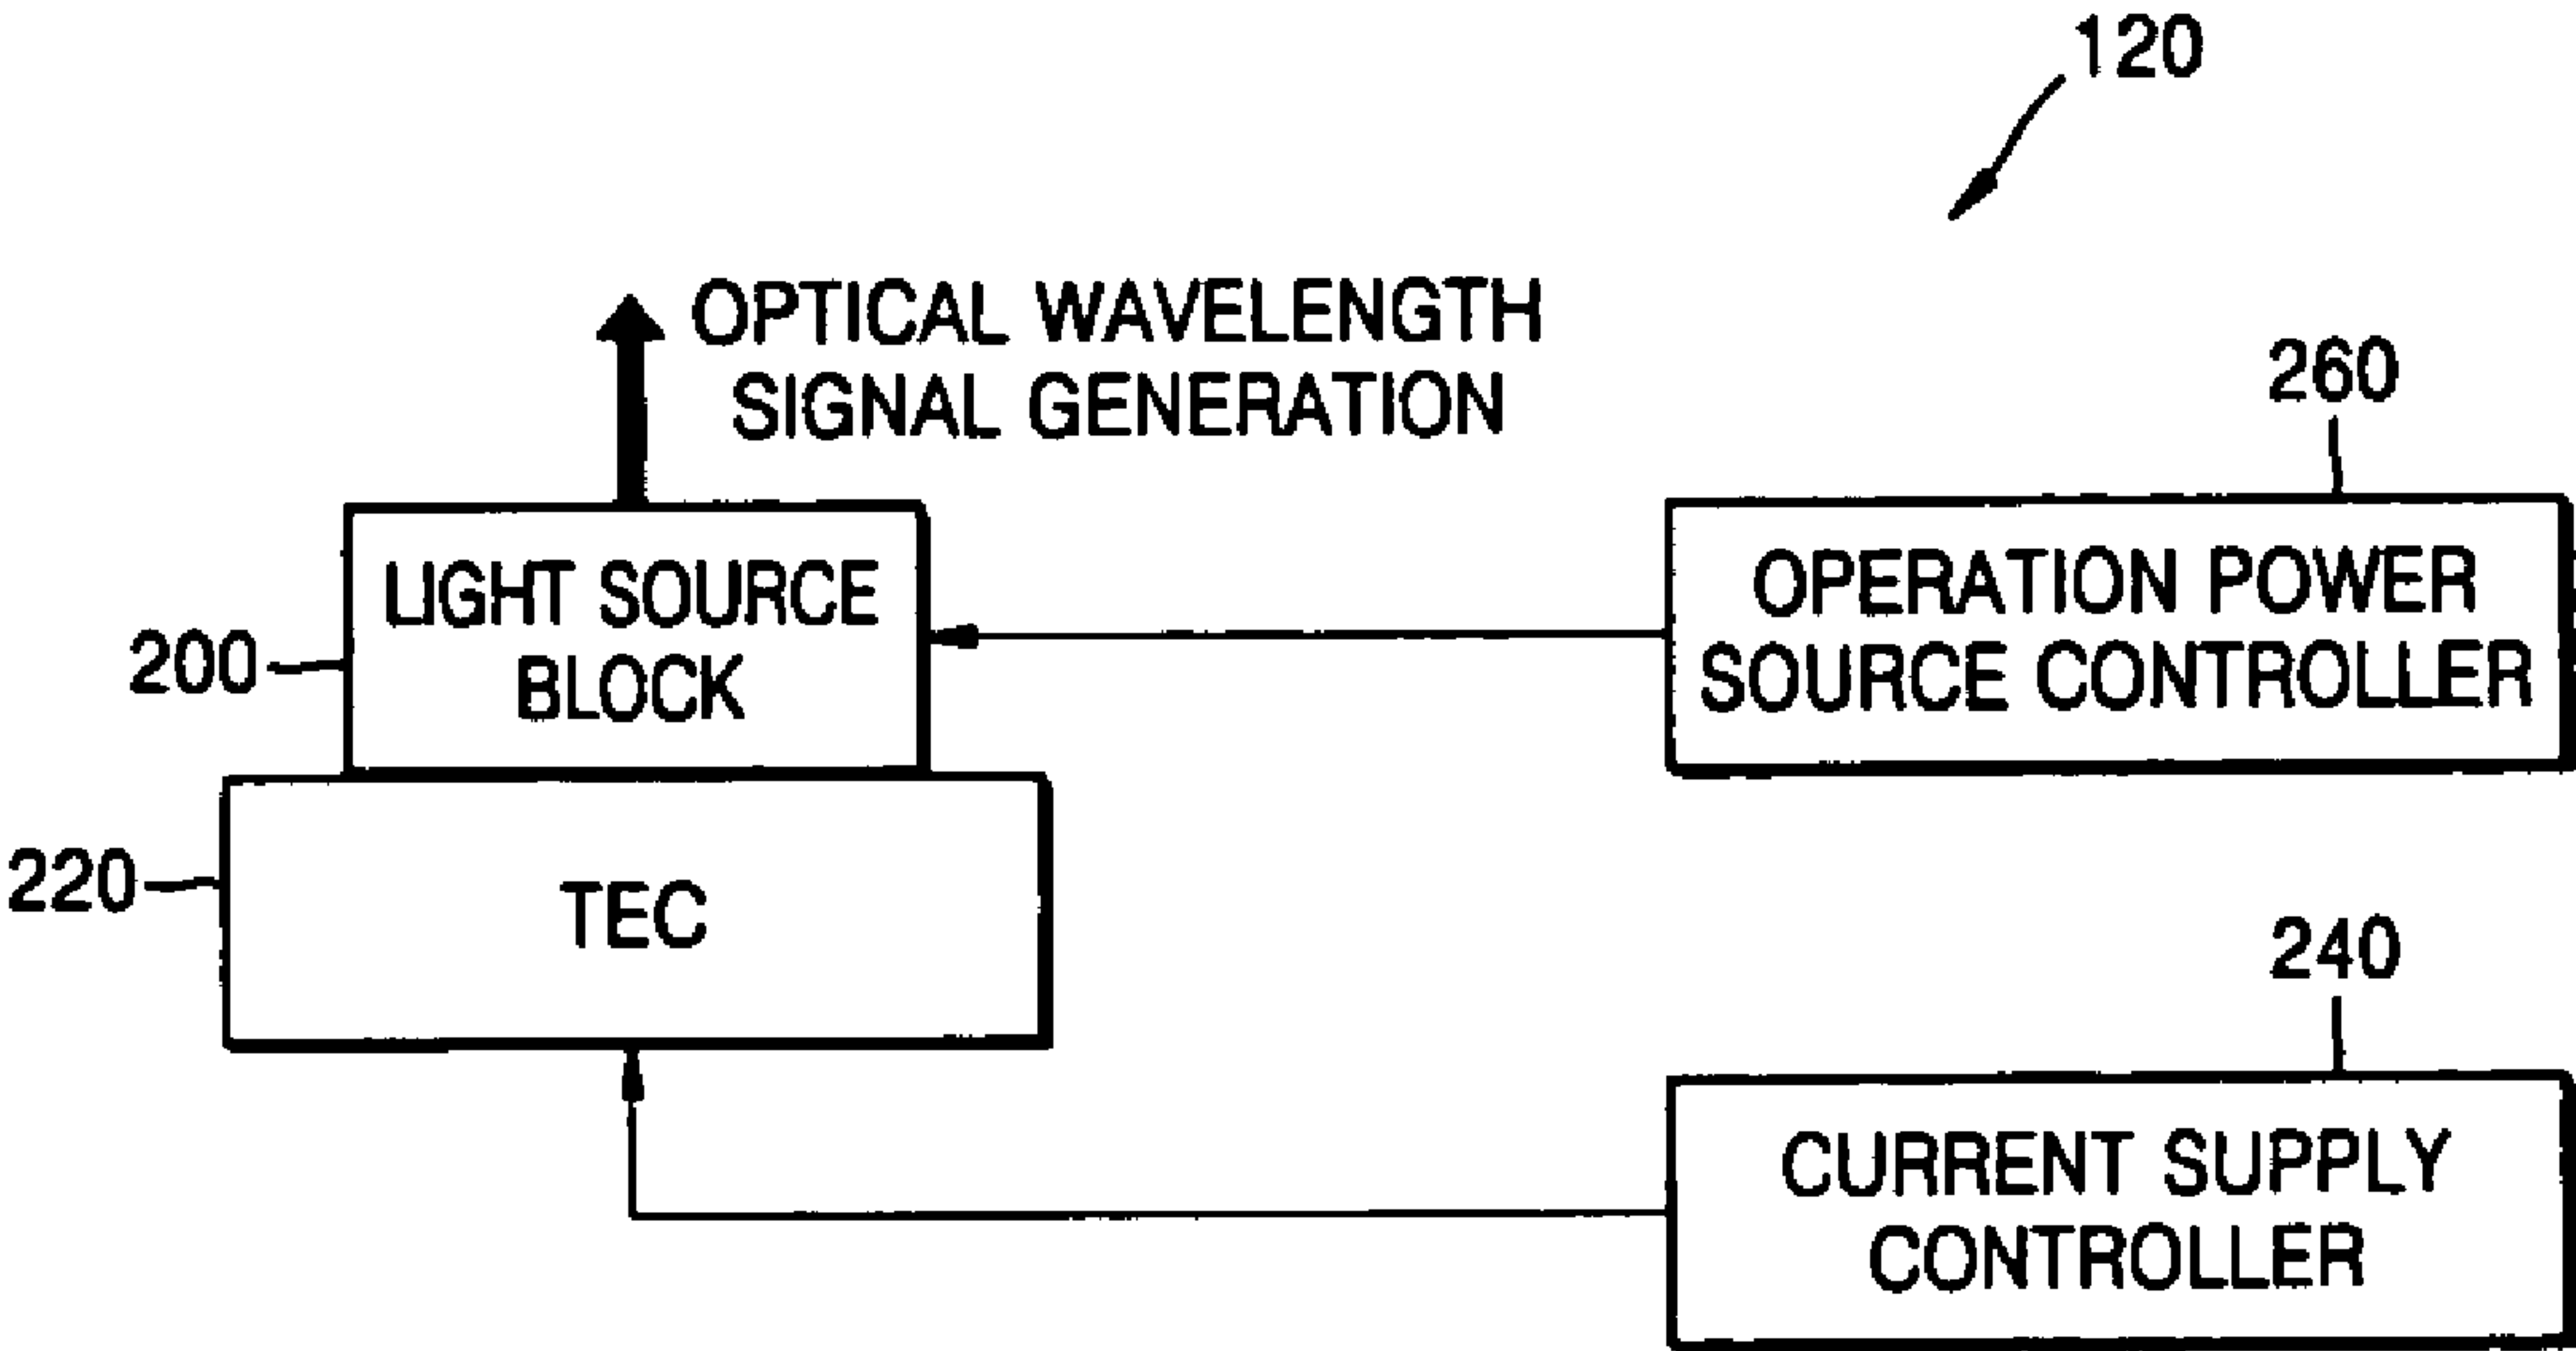 120
OPTICAL WAVELENGTH
SIGNAL GENERATION
260
LIGHT SOURCE
BLOCK
OPERATION POWER
SOURCE CONTROLLER
200
220
TEC
240
CURRENT SUPPLY
CONTROLLER